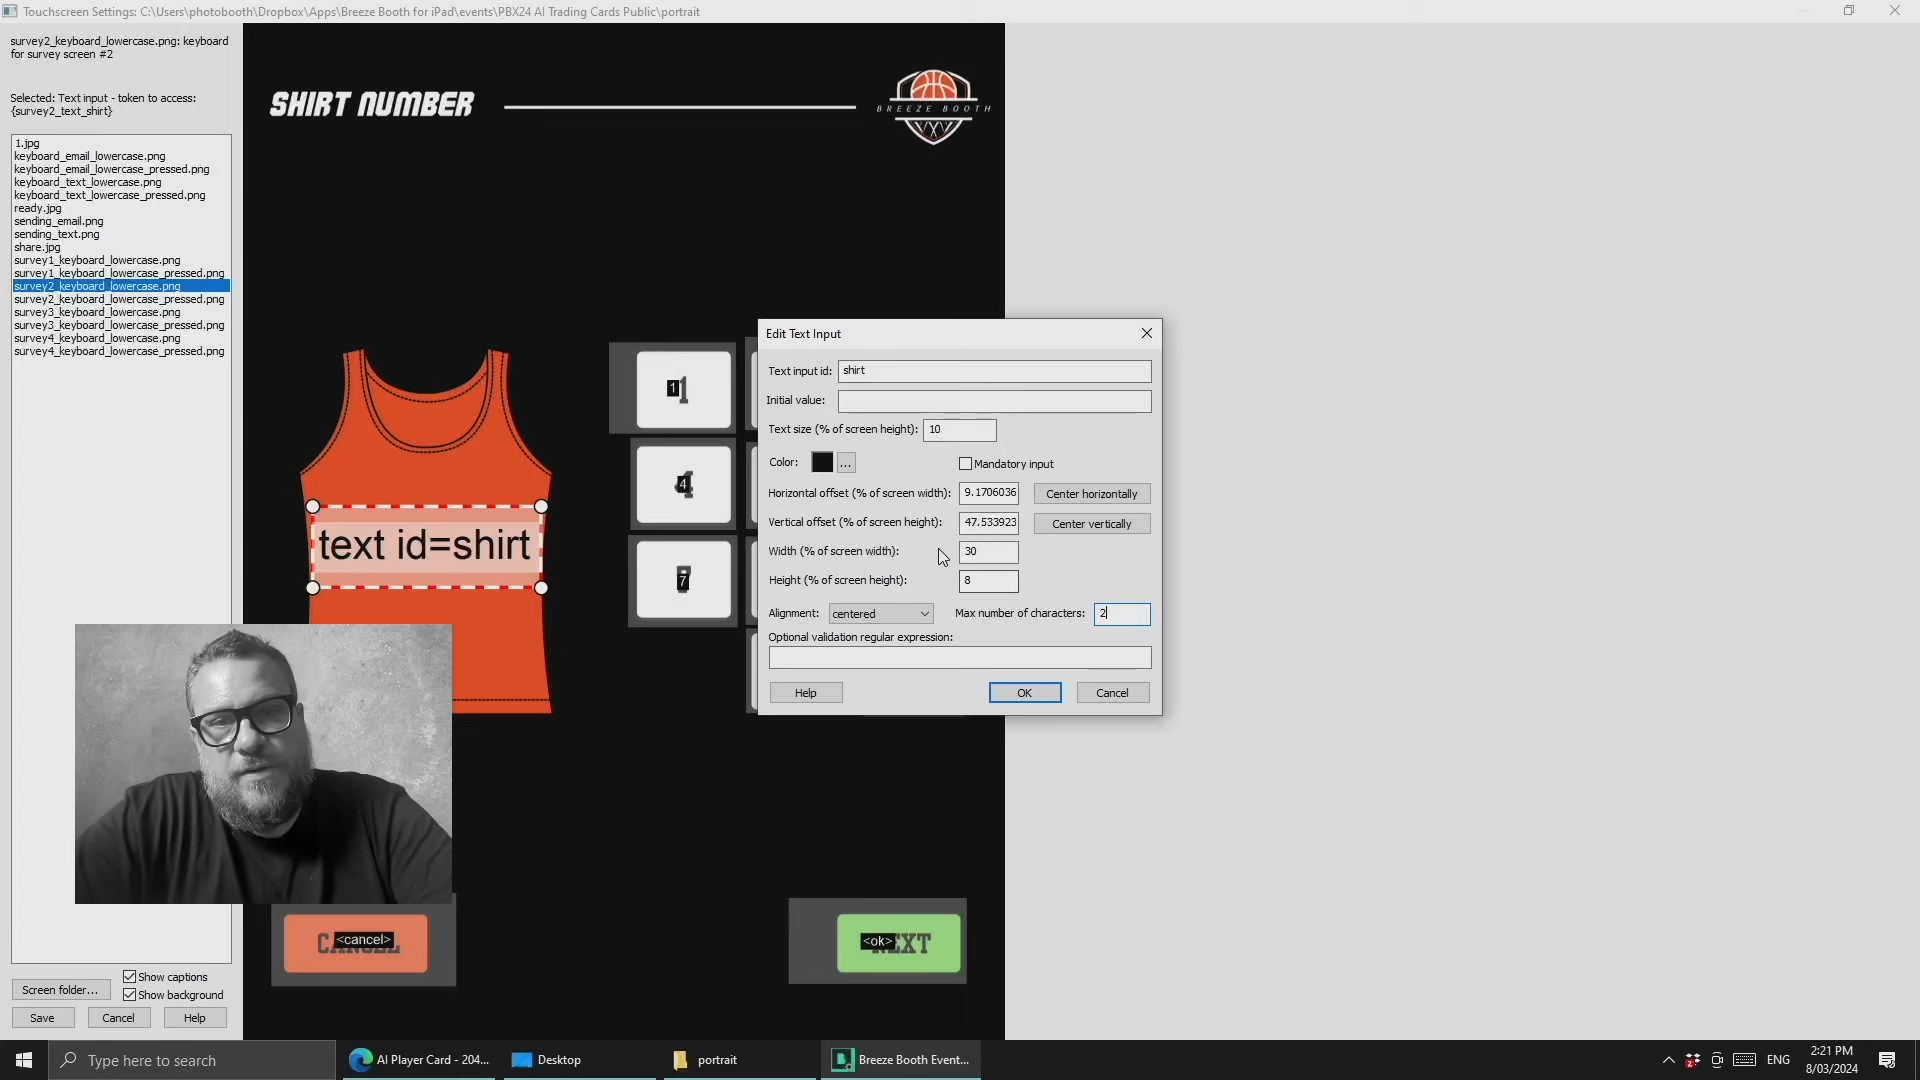 Touchscreen Settings: C:\Users\photobooth\Dropbox\Apps\Breeze Booth for iPad\events\PBX24 AI Trading Cards Public\portrait
survey2_keyboard_lowercase.png: keyboard
for survey screen #2
Selected: Text input - token to access:
{survey2_text_shirt}
1.jpg
keyboard_email_lowercase.png
keyboard_email_lowercase_pressed.png
keyboard_text_lowercase.png
keyboard_text_lowercase_pressed.png
ready.jpg
sending_email.png
sending_text.png
share.jpg
survey1_keyboard_lowercase.png
survey1_keyboard_lowercase_pressed.png
survey2_keyboard_lowercase.png
survey2_keyboard_lowercase_pressed.png
survey3_keyboard_lowercase.png
survey3_keyboard_lowercase_pressed.png
survey4_keyboard_lowercase.png
survey4_keyboard_lowercase_pressed.png
Screen folder...
Show captions
Show background
Save
Cancel
Help
SHIRT NUMBER
BREEZE BOOTH
text id=shirt
1
1
4
4
7
CANCEL
<cancel>
NEXT
<ok>
Edit Text Input
Text input id: shirt
Initial value:
Text size (% of screen height): 10
Color: ...
Mandatory input
Horizontal offset (% of screen width): 9.1706036 Center horizontally
Vertical offset (% of screen height): 47.533923 Center vertically
Width (% of screen width): 30
Height (% of screen height): 8
Alignment: centered Max number of characters: 2
Optional validation regular expression:
Help OK Cancel
Type here to search
AI Player Card - 204...
Desktop
portrait
Breeze Booth Event...
ENG
2:21 PM
8/03/2024